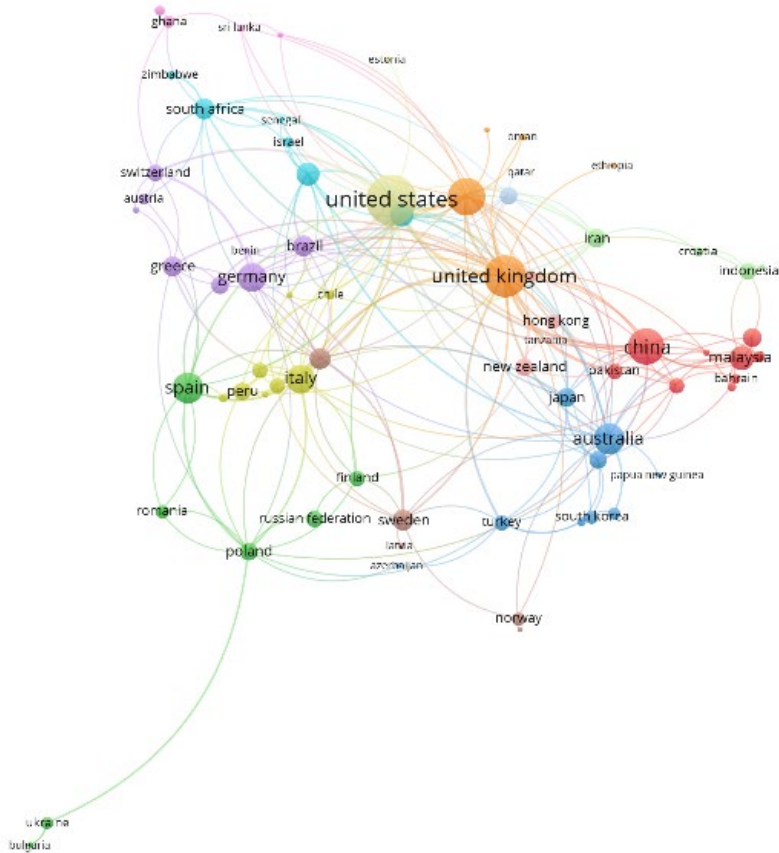 ghana
sri lanka
estonia
zimbabwe
south africa
senegal
oman
israel
switzerland
qatar
ethiopia
austria
united states
iran
benin
brazil
croatia
greece
germany
united kingdom
indonesia
chile
hong kong
tanzania
china
malaysia
spain
peru
italy
new zealand
pakistan
bahrain
japan
australia
finland
papua new guinea
romania
russian federation
sweden
turkey
south korea
latvia
poland
azerbaijan
norway
ukraine
bulgaria